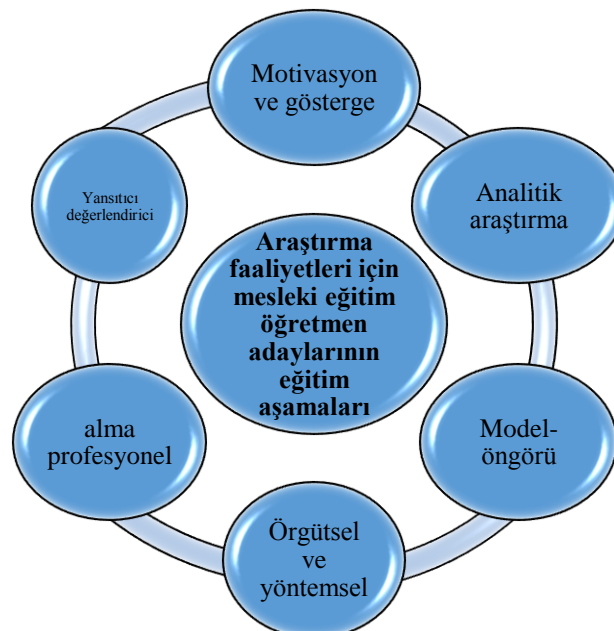 Motivasyon
ve gösterge
Analitik
araştırma
Model-
öngörü
Örgütsel
ve
yöntemsel
alma
profesyonel
Yansıtıcı
değerlendirici
Araştırma
faaliyetleri için
mesleki eğitim
öğretmen
adaylarının
eğitim
aşamaları